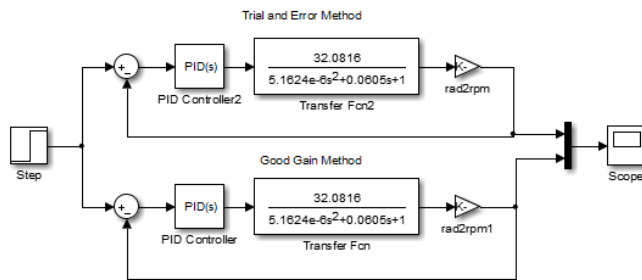 Trial and Error Method
+
−
PID(s)
PID Controller2
32.0816
5.1624e-6s²+0.0605s+1
Transfer Fcn2
K-
rad2rpm
Step
Scope
Good Gain Method
+
−
PID(s)
PID Controller
32.0816
5.1624e-6s²+0.0605s+1
Transfer Fcn
K-
rad2rpm1